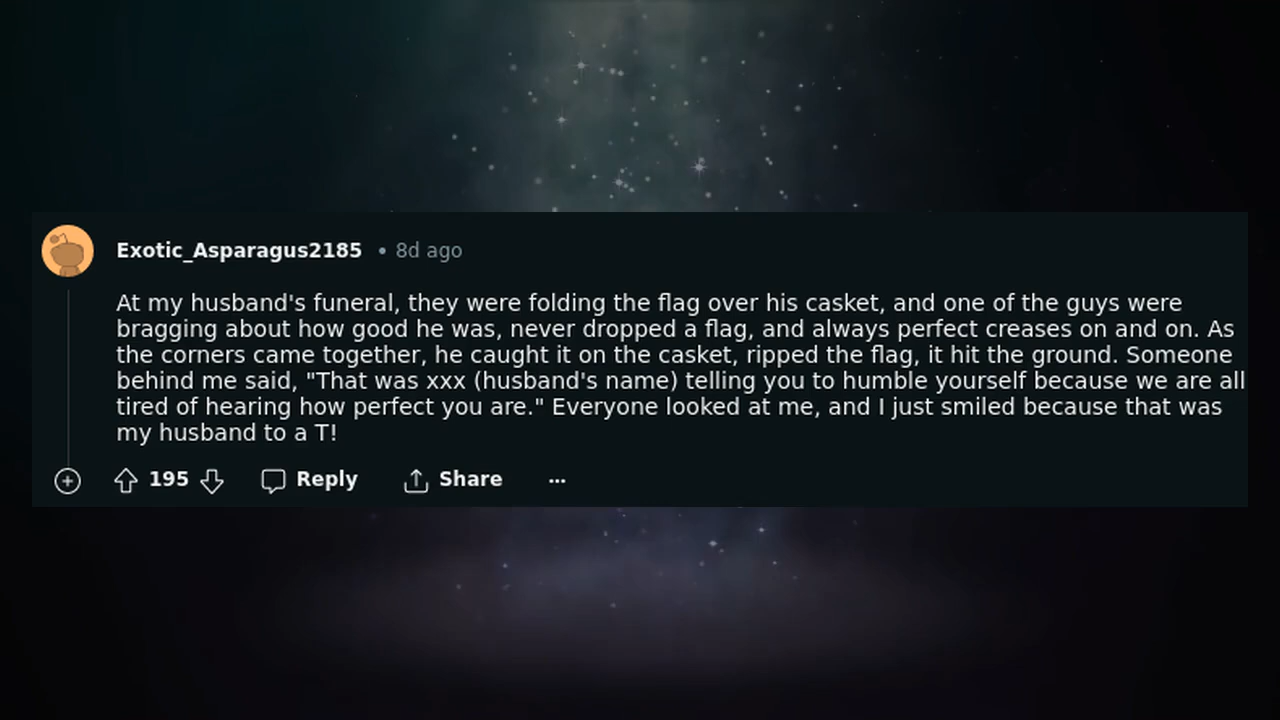 Exotic_Asparagus2185 • 8d ago
At my husband's funeral, they were folding the flag over his casket, and one of the guys were
bragging about how good he was, never dropped a flag, and always perfect creases on and on. As
the corners came together, he caught it on the casket, ripped the flag, it hit the ground. Someone
behind me said, "That was xxx (husband's name) telling you to humble yourself because we are all
tired of hearing how perfect you are." Everyone looked at me, and I just smiled because that was
my husband to a T!
195 Reply Share ...